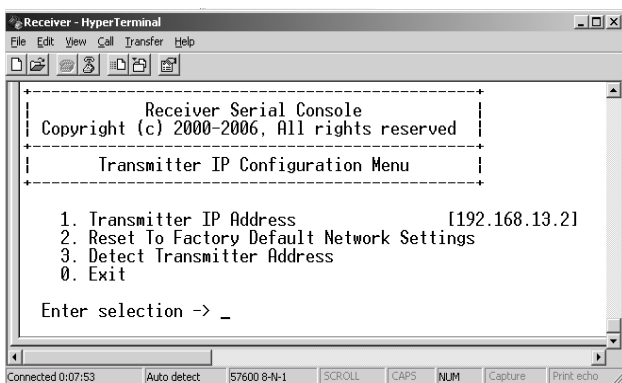 Receiver - HyperTerminal
File Edit View Call Transfer Help
Receiver Serial Console
Copyright (c) 2000-2006, All rights reserved
Transmitter IP Configuration Menu
1. Transmitter IP Address [192.168.13.2]
2. Reset To Factory Default Network Settings
3. Detect Transmitter Address
0. Exit
Enter selection -> _
Connected 0:07:53 Auto detect 57600 8-N-1 SCROLL CAPS NUM Capture Print echo